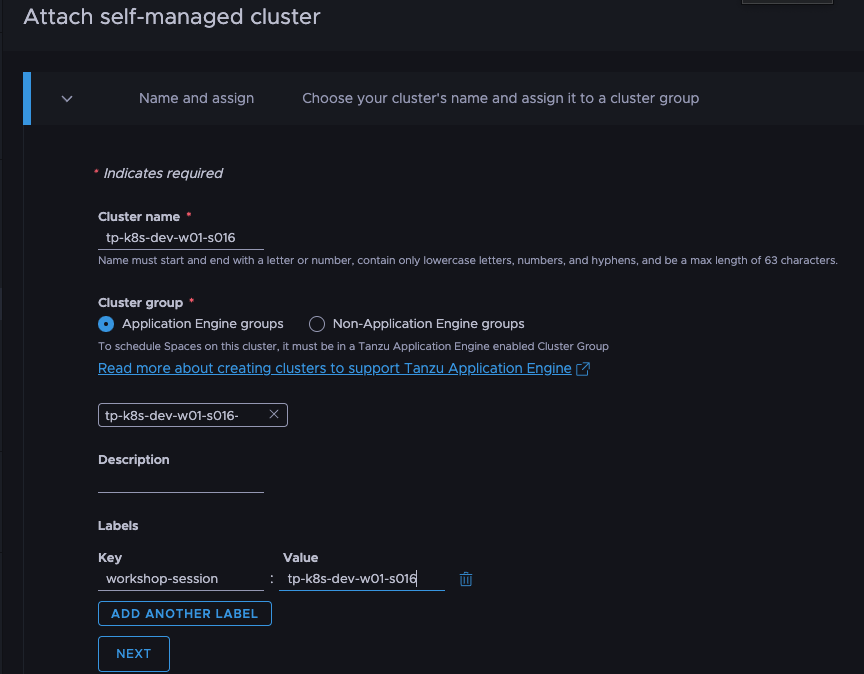 Attach self-managed cluster
Name and assign Choose your cluster's name and assign it to a cluster group
* Indicates required
Cluster name *
tp-k8s-dev-w01-s016
Name must start and end with a letter or number, contain only lowercase letters, numbers, and hyphens, and be a max length of 63 characters.
Cluster group *
Application Engine groups Non-Application Engine groups
To schedule Spaces on this cluster, it must be in a Tanzu Application Engine enabled Cluster Group
Read more about creating clusters to support Tanzu Application Engine
tp-k8s-dev-w01-s016-
Description
Labels
Key Value
workshop-session : tp-k8s-dev-w01-s016
ADD ANOTHER LABEL
NEXT